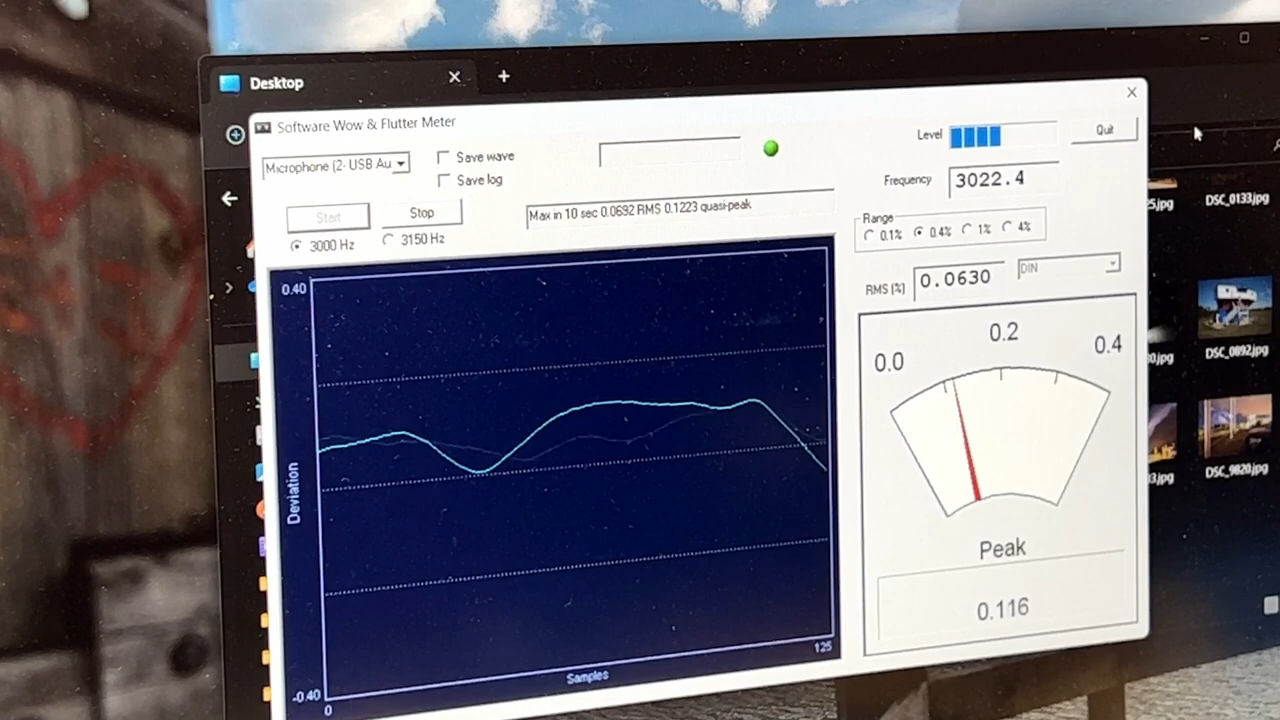 Desktop
Software Wow & Flutter Meter
Microphone (2- USB Au
Save wave
Save log
Level
Quit
Frequency
3022.4
Start
Stop
Max in 10 sec 0.0692 RMS 0.1223 quasi-peak
3000 Hz
3150 Hz
Range
0.1%
0.4%
1%
4%
RMS (%)
0.0630
DIN
0.40
Deviation
-0.40
0
Samples
125
0.0
0.2
0.4
Peak
0.116
DSC_0133.jpg
DSC_0892.jpg
DSC_9820.jpg